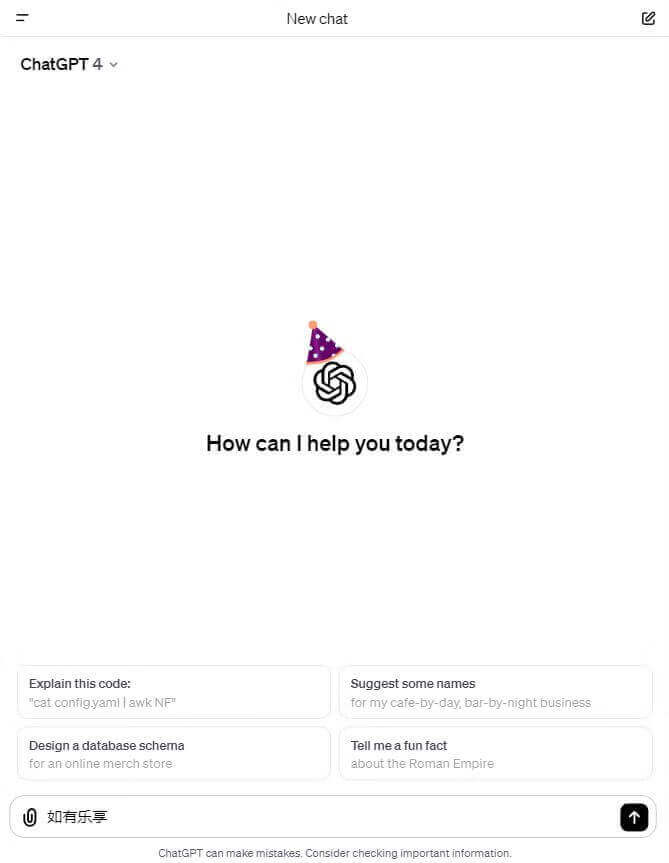 New chat
ChatGPT 4
How can I help you today?
Explain this code:
"cat config.yaml | awk NF"
Suggest some names
for my cafe-by-day, bar-by-night business
Design a database schema
for an online merch store
Tell me a fun fact
about the Roman Empire
如有乐享
ChatGPT can make mistakes. Consider checking important information.